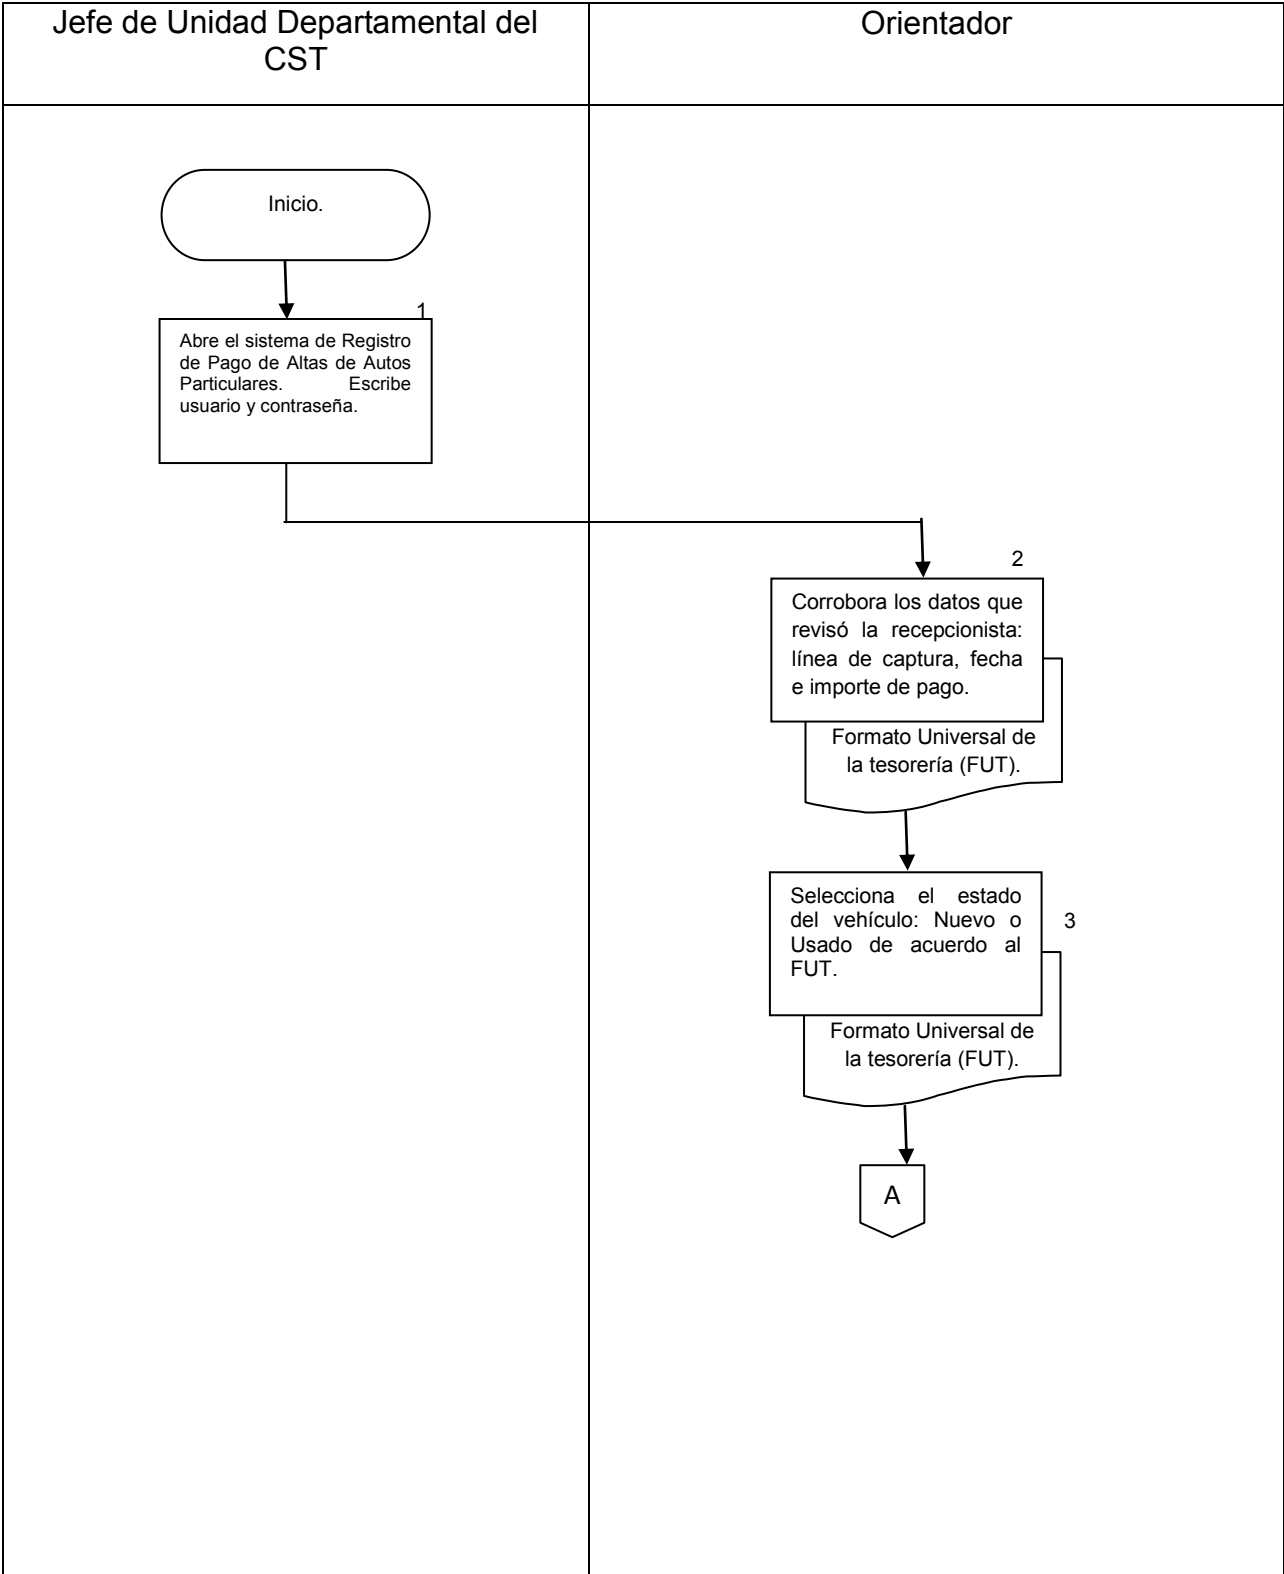 Jefe de Unidad Departamental del
CST
Orientador
Inicio.
1
Abre el sistema de Registro
de Pago de Altas de Autos
Particulares. Escribe
usuario y contraseña.
2
Corrobora los datos que
revisó la recepcionista:
línea de captura, fecha
e importe de pago.
Formato Universal de
la tesorería (FUT).
Selecciona el estado
del vehículo: Nuevo o
Usado de acuerdo al
FUT.
3
Formato Universal de
la tesorería (FUT).
A